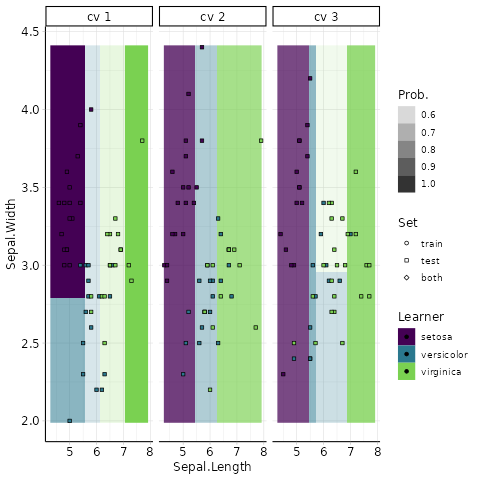 cv 1 cv 2 cv 3
4.5
4.0
3.5
3.0
2.5
2.0
Sepal.Width
5 6 7 8 5 6 7 8 5 6 7 8
Sepal.Length
Prob.
0.6
0.7
0.8
0.9
1.0
Set
train
test
both
Learner
setosa
versicolor
virginica